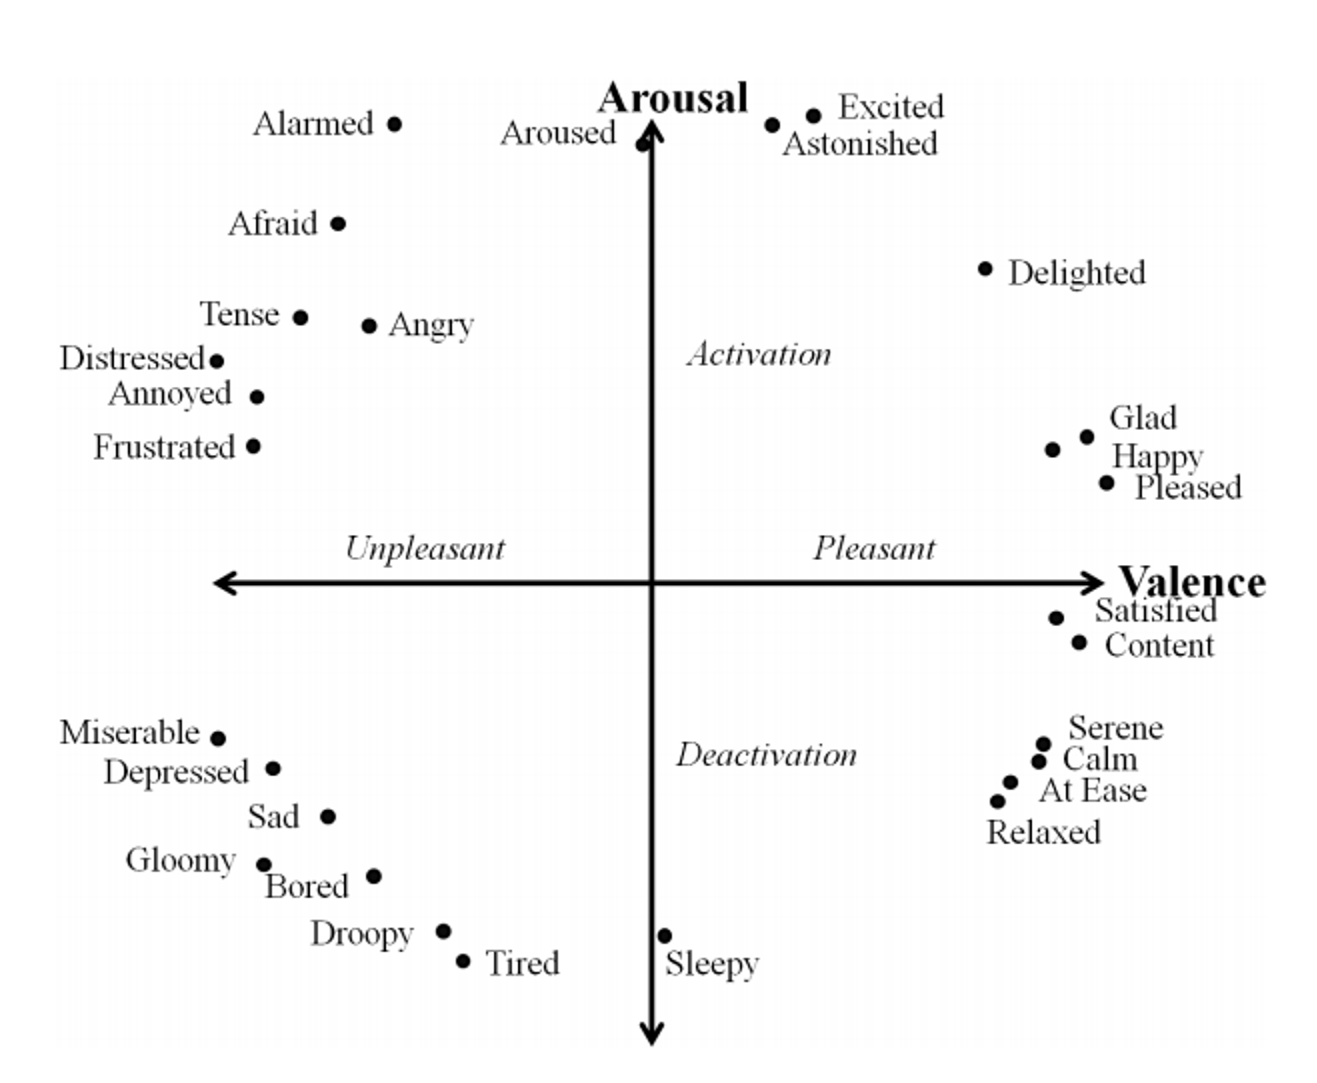 Arousal
Excited
Alarmed
Aroused
Astonished
Afraid
Delighted
Tense
Angry
Activation
Distressed
Annoyed
Glad
Frustrated
Happy
Pleased
Unpleasant
Pleasant
Valence
Satisfied
Content
Serene
Miserable
Deactivation
Calm
Depressed
At Ease
Sad
Relaxed
Gloomy
Bored
Droopy
Tired
Sleepy